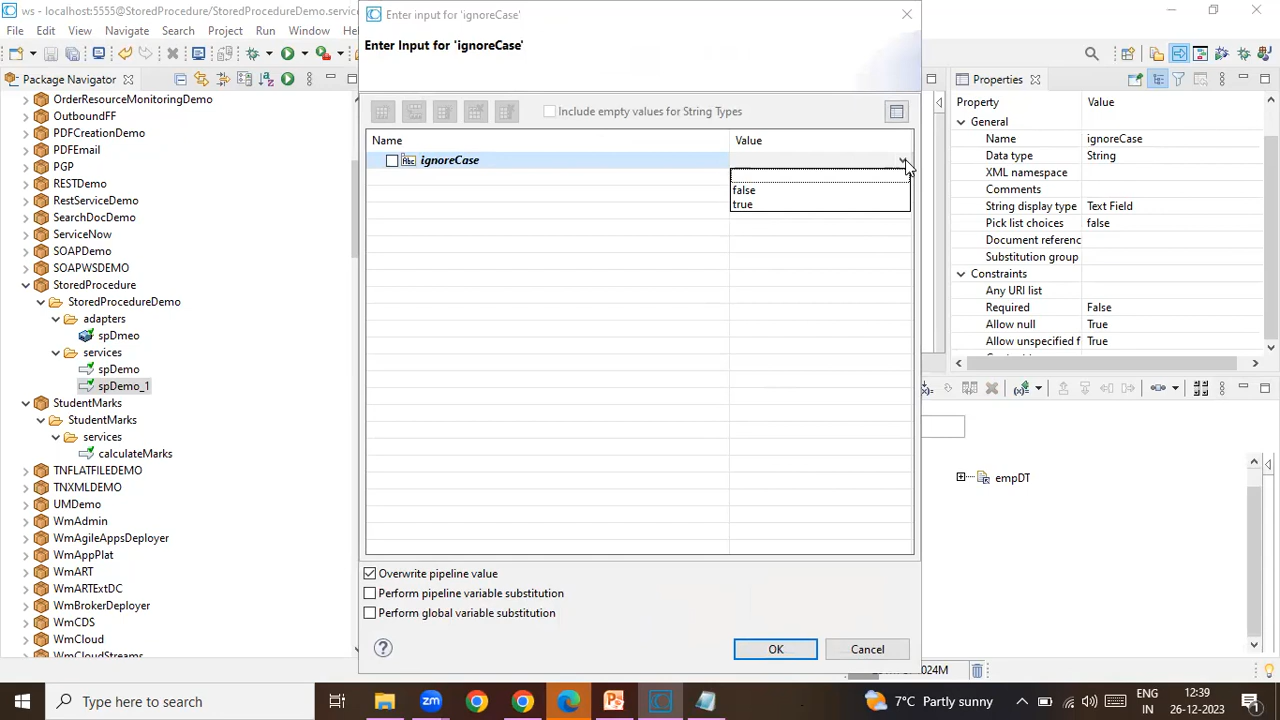 ws - localhost:5555@StoredProcedure/StoredProcedureDemo.service
File Edit View Navigate Search Project Run Window
Package Navigator
OrderResourceMonitoringDemo
OutboundFF
PDFCreationDemo
PDFEmail
PGP
RESTDemo
RestServiceDemo
SearchDocDemo
ServiceNow
SOAPDemo
SOAPWSDEMO
StoredProcedure
StoredProcedureDemo
adapters
spDmeo
services
spDemo
spDemo_1
StudentMarks
StudentMarks
services
calculateMarks
TNFLATFILEDEMO
TNXMLDEMO
UMDemo
WmAdmin
WmAgileAppsDeployer
WmAppPlat
WmART
WmARTExtDC
WmBrokerDeployer
WmCDS
WmCloud
WmCloudStreams
Enter input for 'ignoreCase'
Enter Input for 'ignoreCase'
Include empty values for String Types
Name Value
Abc ignoreCase
false
true
Overwrite pipeline value
Perform pipeline variable substitution
Perform global variable substitution
? OK Cancel
Properties
Property Value
General
Name ignoreCase
Data type String
XML namespace
Comments
String display type Text Field
Pick list choices false
Document referenc
Substitution group
Constraints
Any URI list
Required False
Allow null True
Allow unspecified f True
empDT
024M
Type here to search
7°C Partly sunny
ENG
IN
12:39
26-12-2023
1